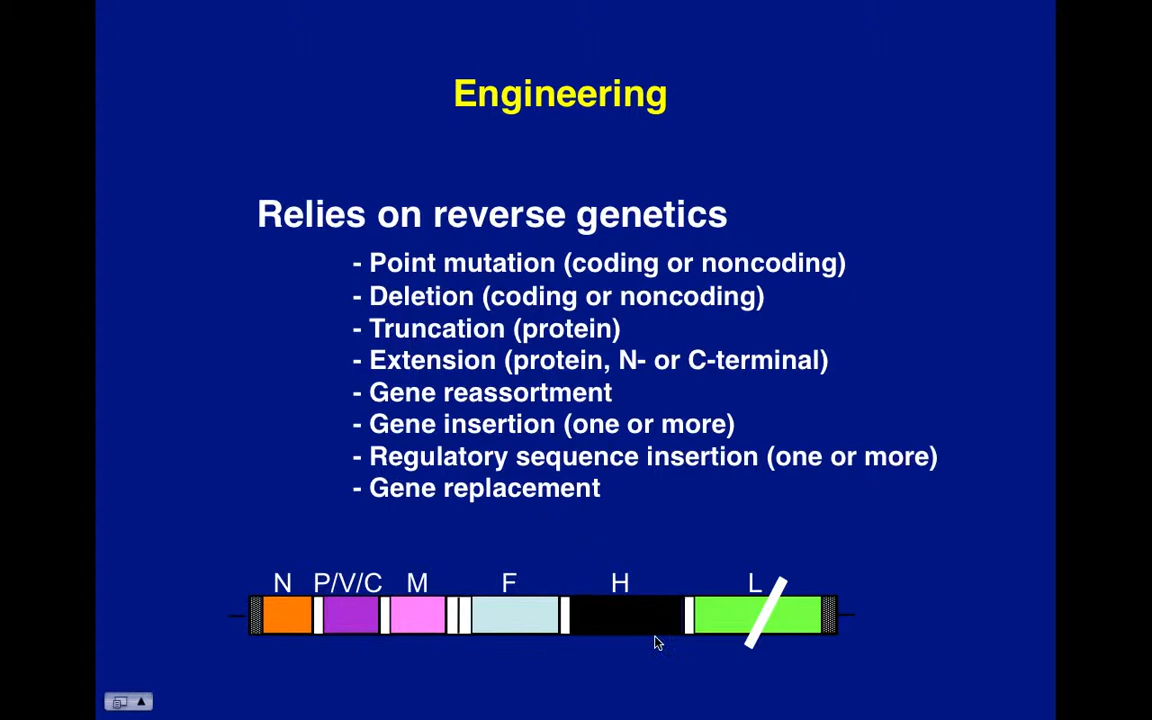 Engineering
Relies on reverse genetics
- Point mutation (coding or noncoding)
- Deletion (coding or noncoding)
- Truncation (protein)
- Extension (protein, N- or C-terminal)
- Gene reassortment
- Gene insertion (one or more)
- Regulatory sequence insertion (one or more)
- Gene replacement
N P/V/C M F H L